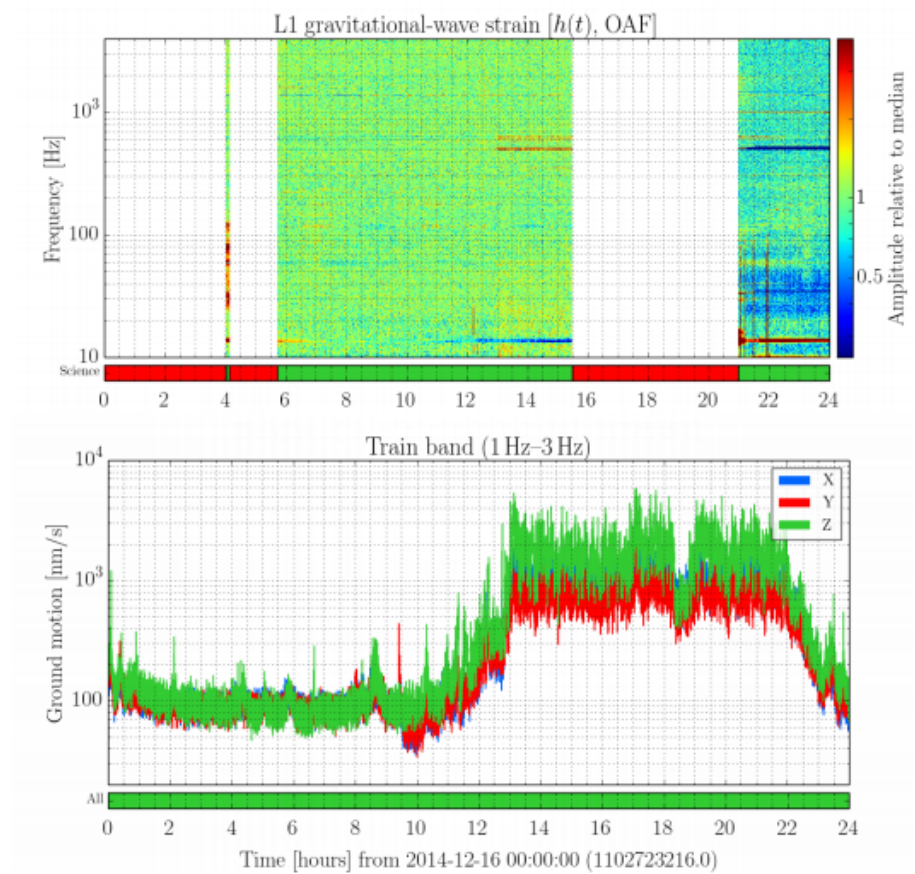 L1 gravitational-wave strain [h(t), OAF]
Frequency [Hz]
10³
100
10
Amplitude relative to median
1
0.5
Science
0 2 4 6 8 10 12 14 16 18 20 22 24
Train band (1 Hz–3 Hz)
Ground motion [nm/s]
10⁴
10³
100
X
Y
Z
All
0 2 4 6 8 10 12 14 16 18 20 22 24
Time [hours] from 2014-12-16 00:00:00 (1102723216.0)